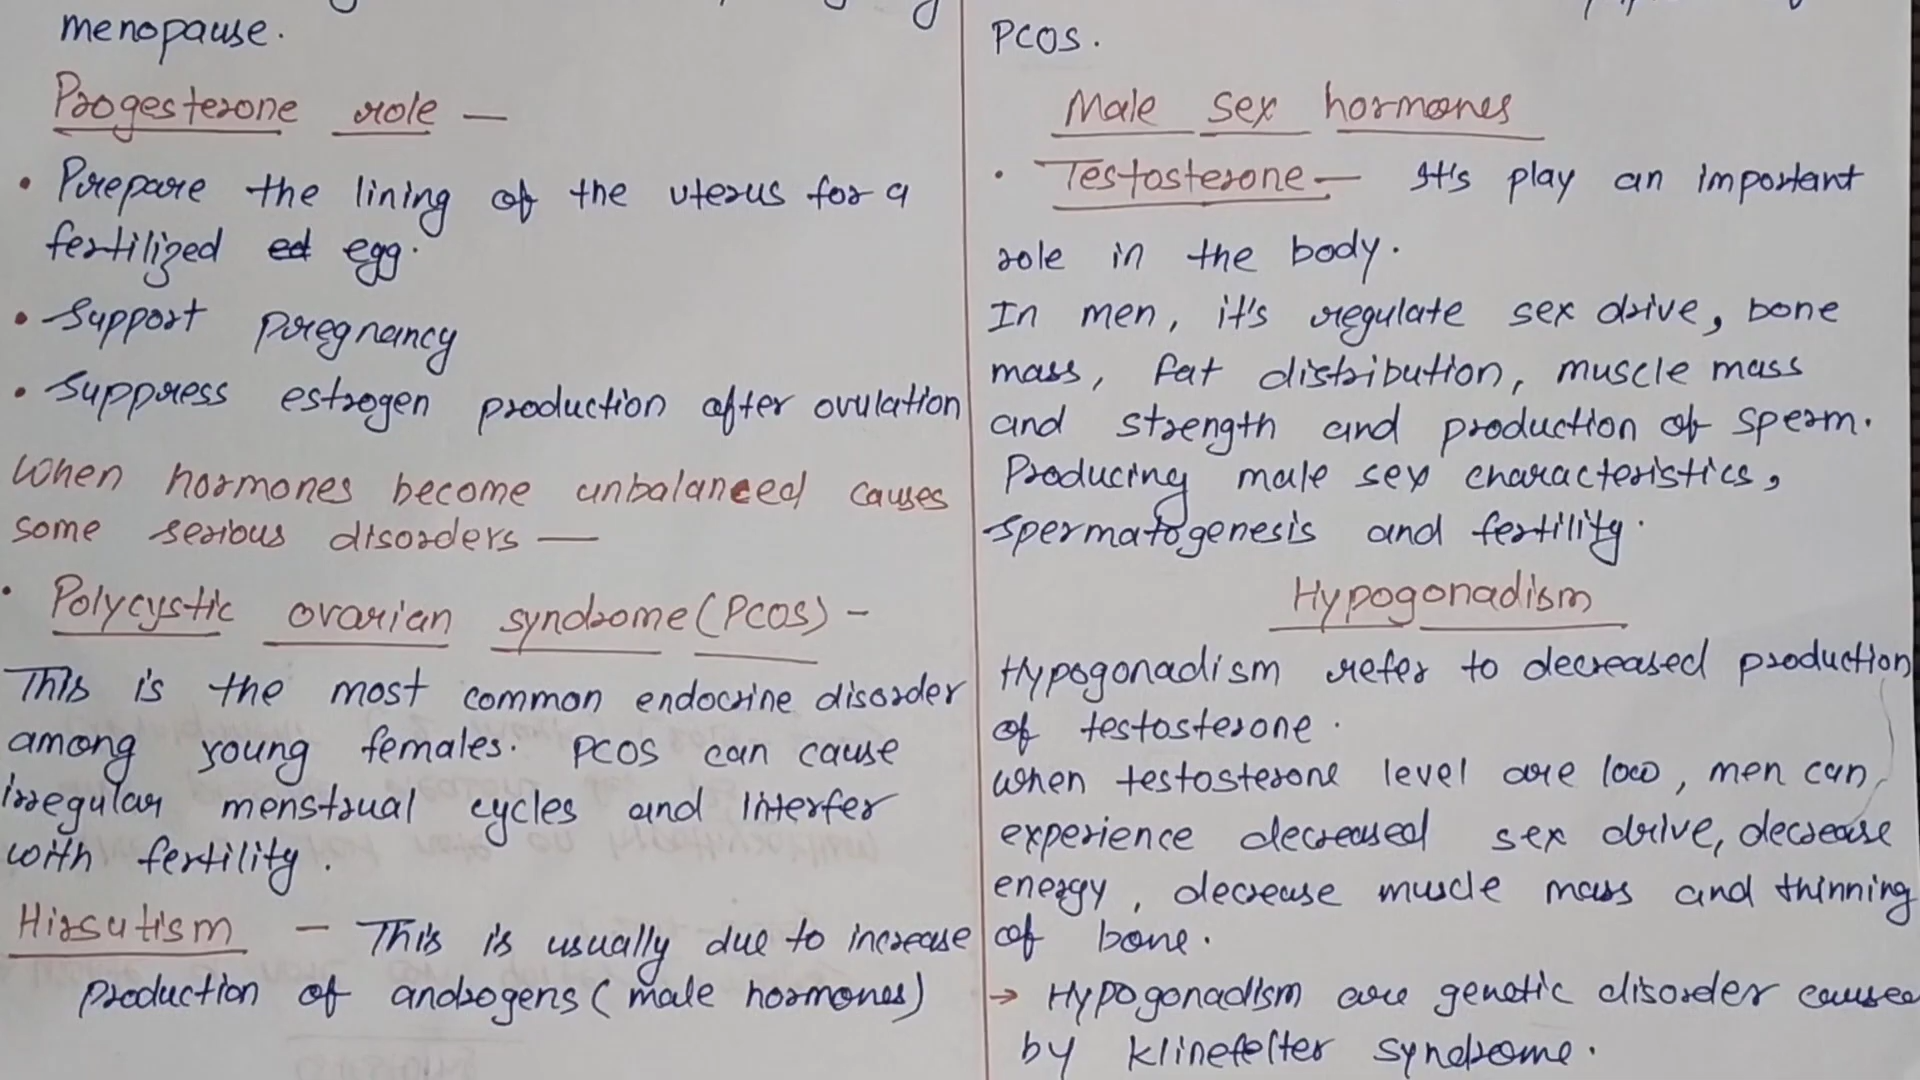 menopause.
Progesterone role —
• Prepare the lining of the uterus for a
fertilized ed egg.
• Support pregnancy
• Suppress estrogen production after ovulation
When hormones become unbalanced causes
some serious disorders —
• Polycystic ovarian syndrome (PCOS) -
This is the most common endocrine disorder
among young females. PCOS can cause
irregular menstrual cycles and Interfer
with fertility.
Hirsutism - This is usually due to increase
production of androgens (male hormones)
PCOS.
Male sex hormones
• Testosterone - It's play an important
role in the body.
In men, it's regulate sex drive, bone
mass, fat distribution, muscle mass
and strength and production of sperm.
Producing male sex characteristics,
spermatogenesis and fertility.
Hypogonadism
Hypogonadism refer to decreased production
of testosterone.
when testosterone level are low, men can
experience decreased sex drive, decrease
energy, decrease muscle mass and thinning
of bone.
→ Hypogonadism are genetic disorder cause
by klinefelter syndrome.